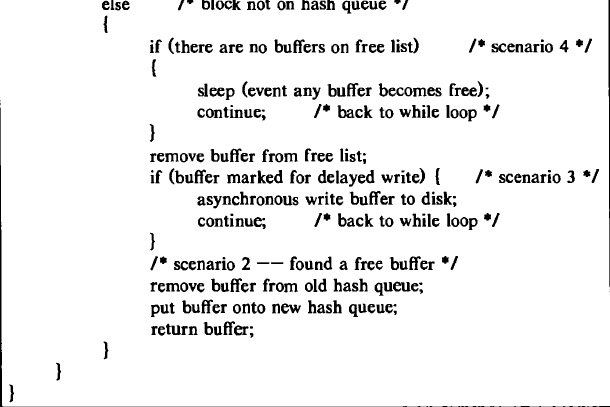 else /* block not on hash queue */
{
if (there are no buffers on free list) /* scenario 4 */
{
sleep (event any buffer becomes free);
continue; /* back to while loop */
}
remove buffer from free list;
if (buffer marked for delayed write) { /* scenario 3 */
asynchronous write buffer to disk;
continue; /* back to while loop */
}
/* scenario 2 -- found a free buffer */
remove buffer from old hash queue;
put buffer onto new hash queue;
return buffer;
}
}
}